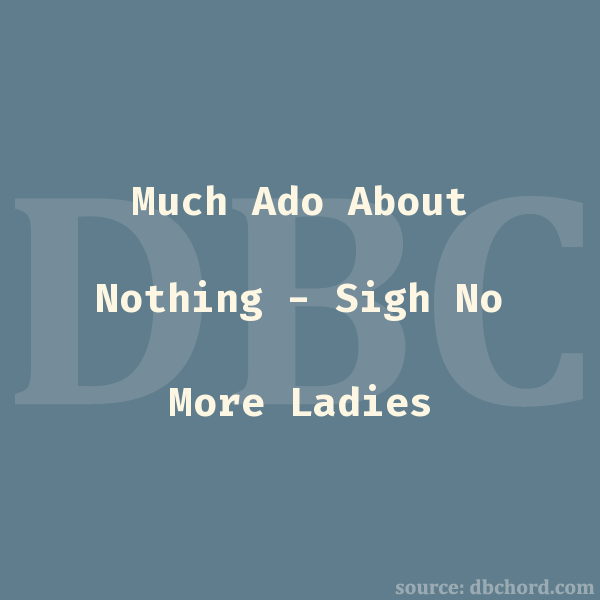 Much Ado About
Nothing - Sigh No
More Ladies
DBC
source: dbchord.com